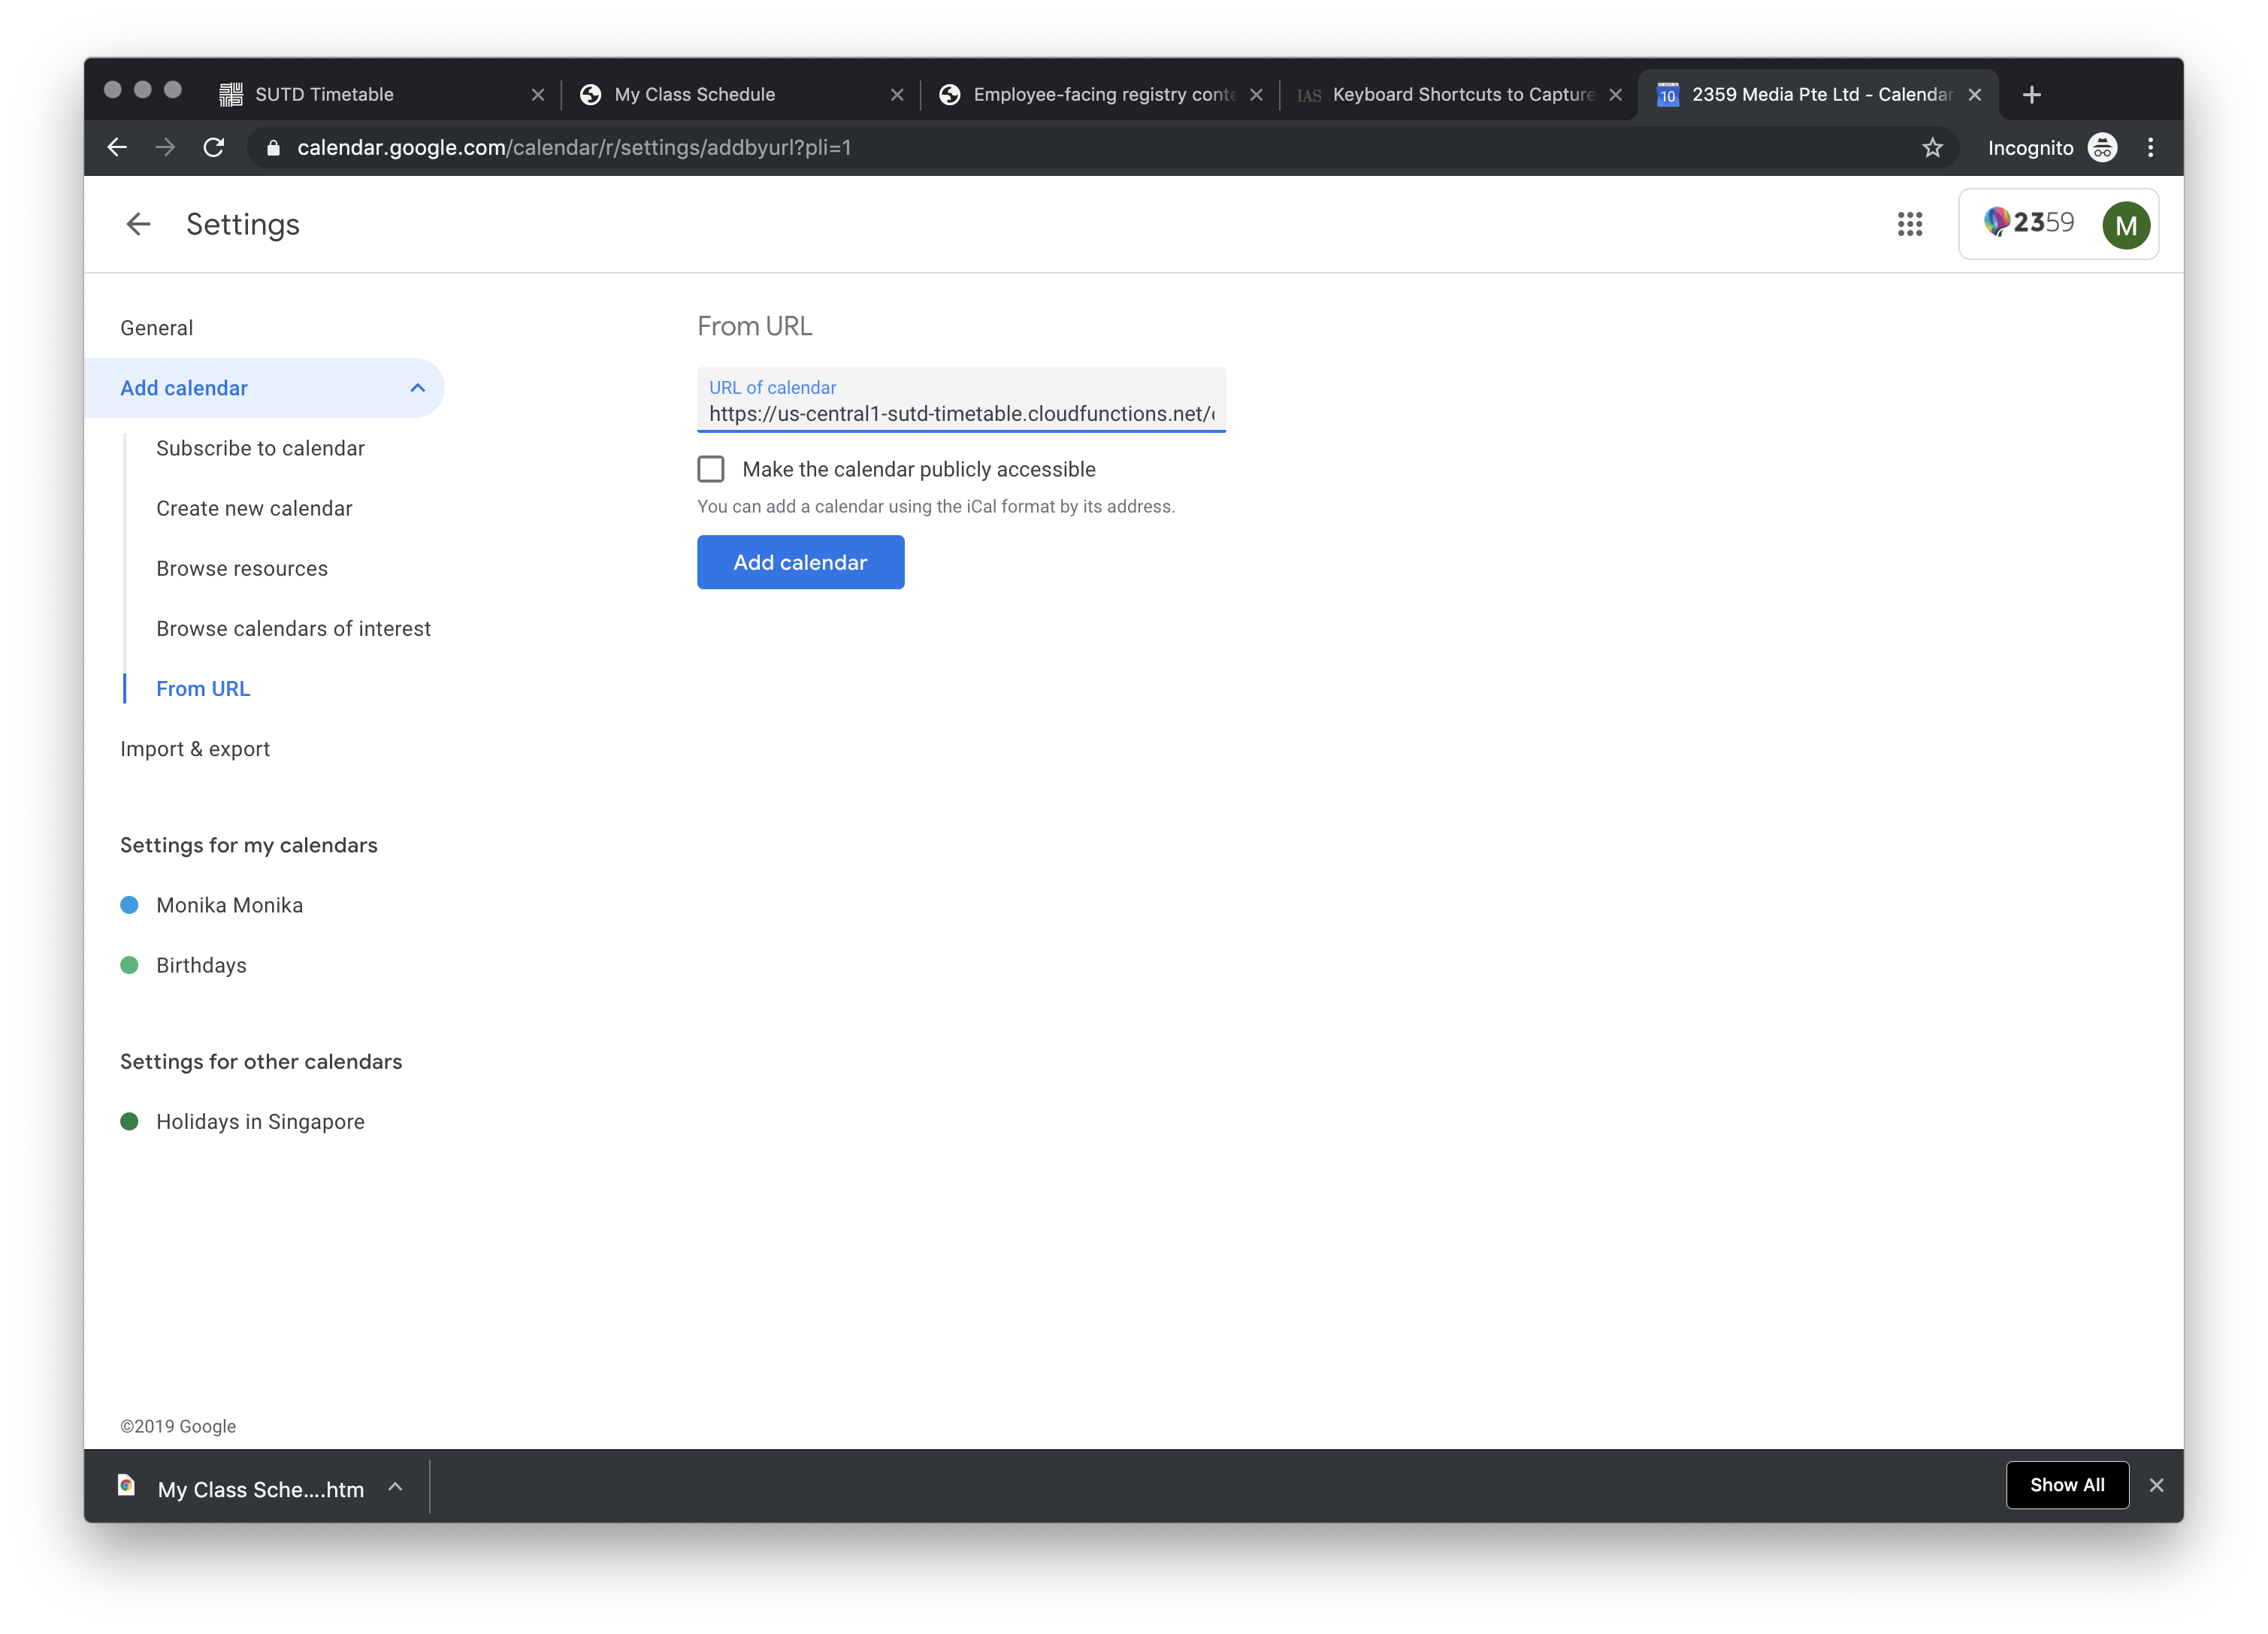 SUTD Timetable
My Class Schedule
Employee-facing registry conte
IAS Keyboard Shortcuts to Capture
10 2359 Media Pte Ltd - Calendar
calendar.google.com/calendar/r/settings/addbyurl?pli=1
Incognito
Settings
2359
M
General
Add calendar
Subscribe to calendar
Create new calendar
Browse resources
Browse calendars of interest
From URL
Import & export
Settings for my calendars
Monika Monika
Birthdays
Settings for other calendars
Holidays in Singapore
From URL
URL of calendar
https://us-central1-sutd-timetable.cloudfunctions.net/
Make the calendar publicly accessible
You can add a calendar using the iCal format by its address.
Add calendar
©2019 Google
My Class Sche....htm
Show All